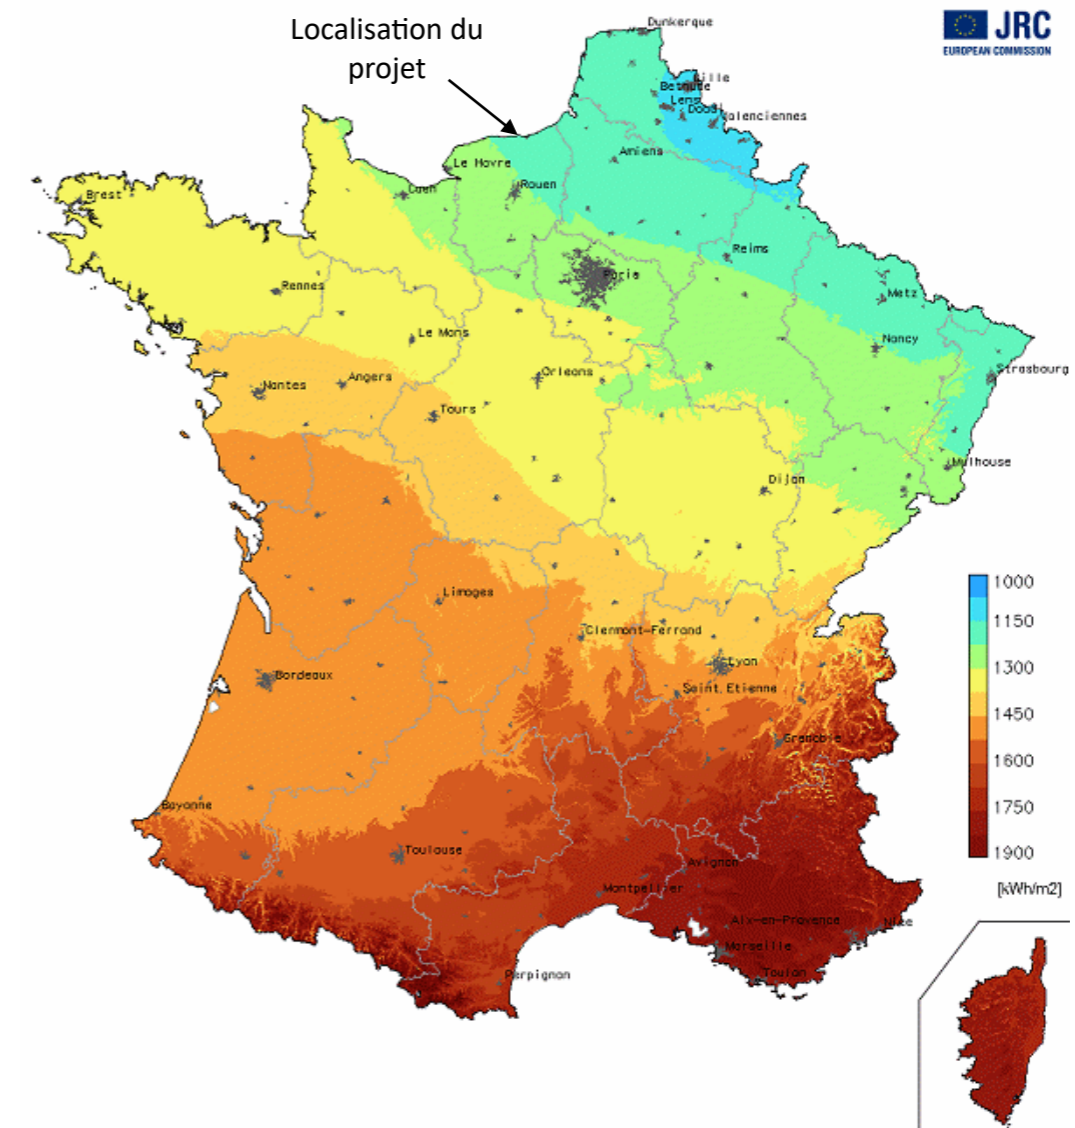 Localisation du
projet
JRC
EUROPEAN COMMISSION
Dunkerque
Lille
Bethune
Lens
Douai
Valenciennes
Amiens
Le Havre
Rouen
Caen
Brest
Reims
Paris
Metz
Rennes
Le Mans
Nancy
Strasbourg
Orleans
Angers
Nantes
Tours
Mulhouse
Dijon
Limoges
Clermont-Ferrand
Lyon
Bordeaux
Saint.Etienne
Grenoble
Bayonne
Toulouse
Avignon
Montpellier
Aix-en-Provence
Nice
Marseille
Toulon
Perpignan
1000
1150
1300
1450
1600
1750
1900
[kWh/m2]